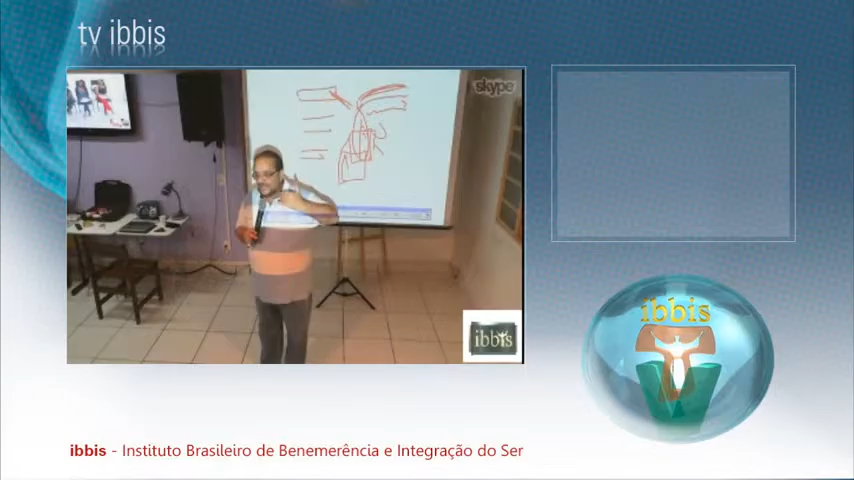 tv ibbis
skype
ibbis
ibbis
ibbis - Instituto Brasileiro de Benemerência e Integração do Ser